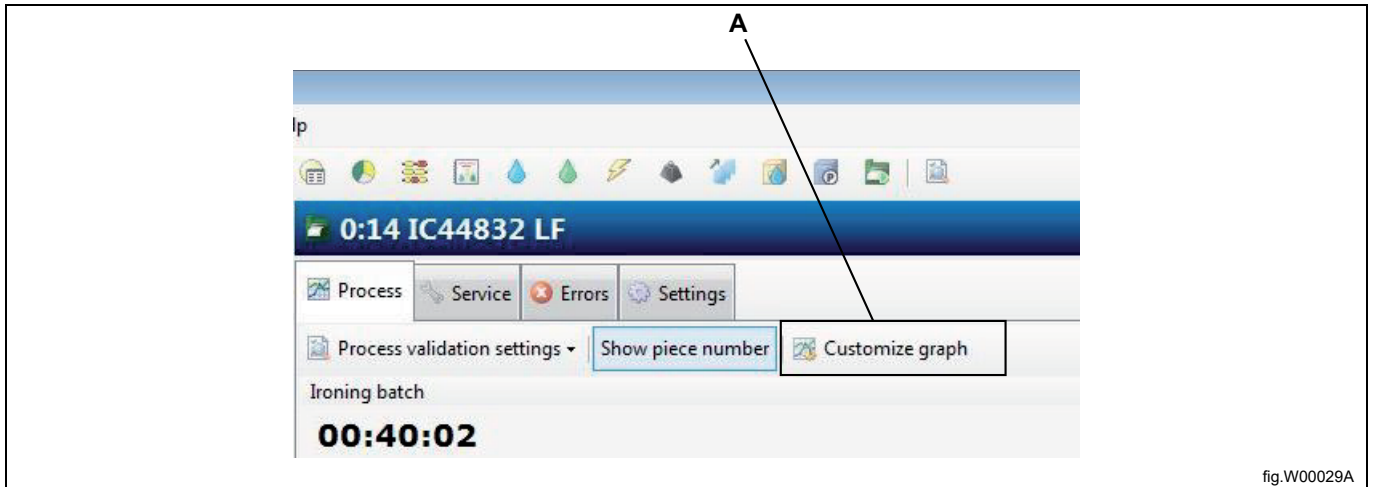 A
lp
0:14 IC44832 LF
Process Service Errors Settings
Process validation settings Show piece number Customize graph
Ironing batch
00:40:02
fig.W00029A